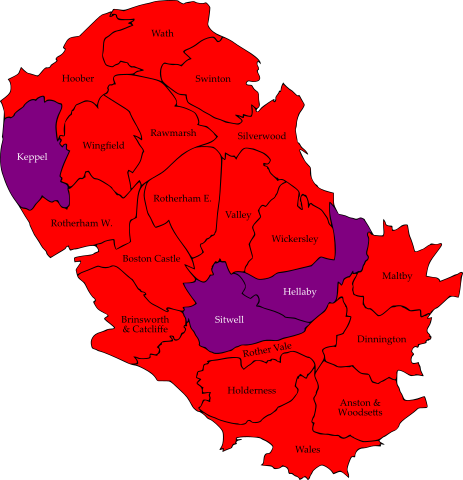 Wath
Hoober
Swinton
Rawmarsh
Silverwood
Wingfield
Keppel
Rotherham E.
Valley
Rotherham W.
Wickersley
Boston Castle
Maltby
Hellaby
Sitwell
Brinsworth
& Catcliffe
Dinnington
Rother Vale
Holderness
Anston &
Woodsetts
Wales